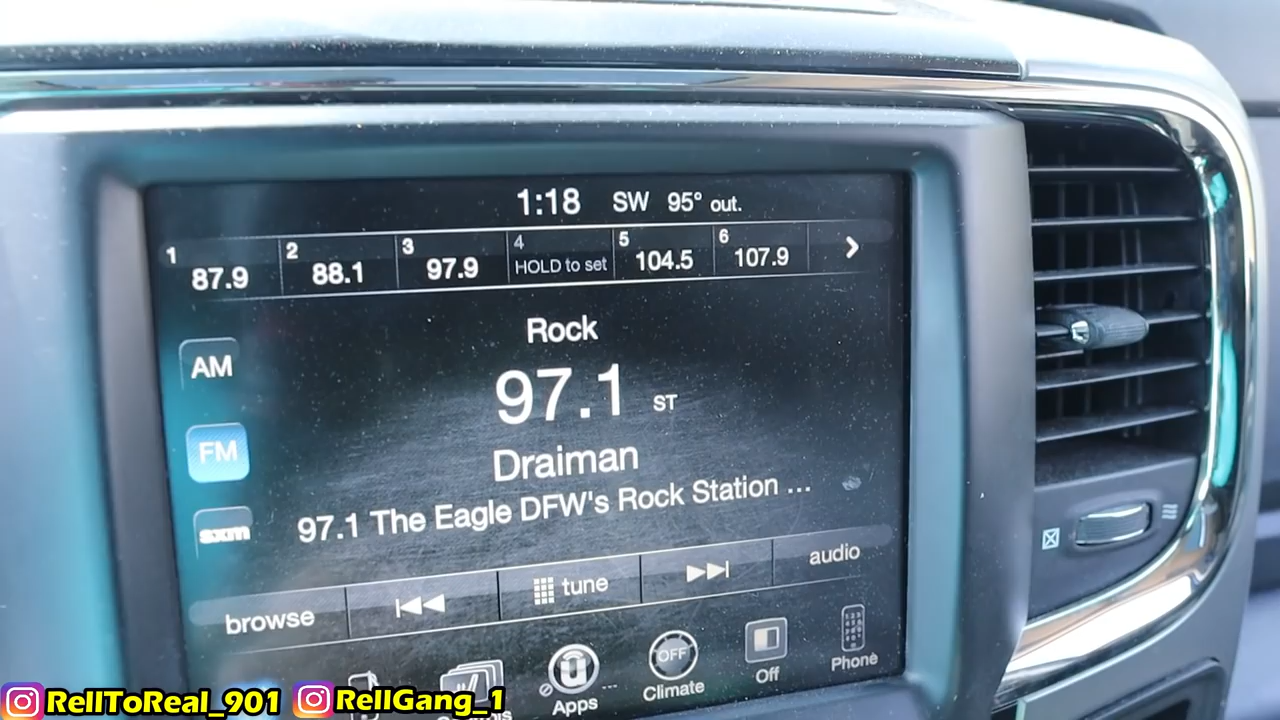 1:18 SW 95° out.
1 87.9 2 88.1 3 97.9 4 HOLD to set 5 104.5 6 107.9
Rock
AM
97.1 ST
FM
Draiman
97.1 The Eagle DFW's Rock Station ...
sxm
browse tune audio
Apps OFF Climate Off Phone
RellToReal_901 RellGang_1